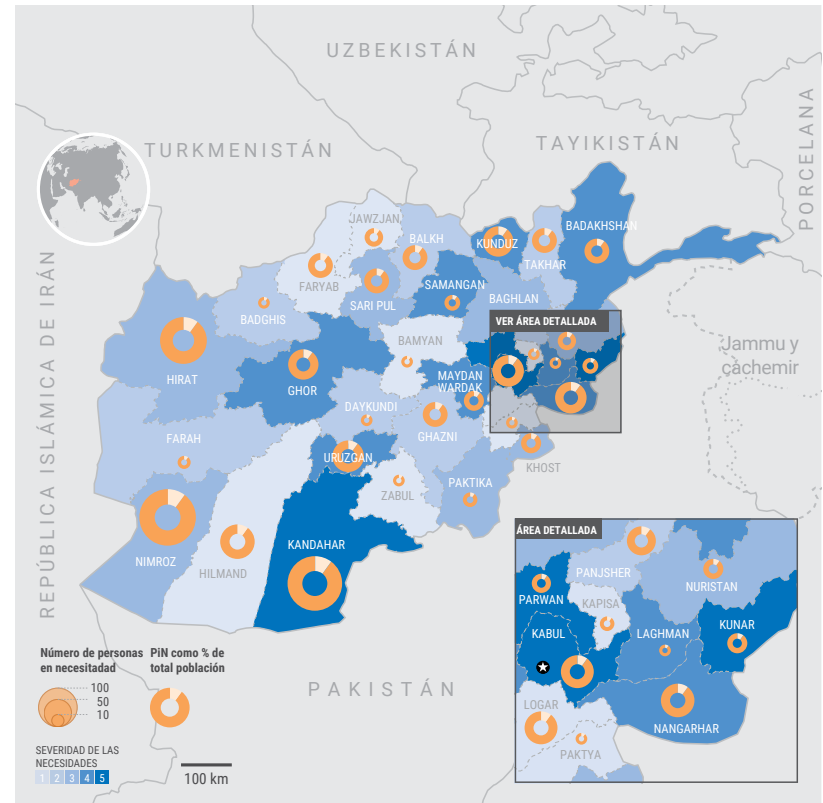 UZBEKISTÁN
TURKMENISTÁN
TAYIKISTÁN
PORCELANA
REPÚBLICA ISLÁMICA DE IRÁN
JAWZJAN
BALKH
KUNDUZ
BADAKHSHAN
TAKHAR
FARYAB
SARI PUL
SAMANGAN
BAGHLAN
BADGHIS
VER ÁREA DETALLADA
BAMYAN
Jammu y
cachemir
HIRAT
GHOR
MAYDAN
WARDAK
DAYKUNDI
GHAZNI
FARAH
URUZGAN
KHOST
ZABUL
PAKTIKA
NIMROZ
HILMAND
KANDAHAR
PAKISTÁN
ÁREA DETALLADA
PANJSHER
NURISTAN
PARWAN
KAPISA
KABUL
LAGHMAN
KUNAR
LOGAR
NANGARHAR
PAKTYA
Número de personas
en necesitad
PiN como % de
total población
100
50
10
SEVERIDAD DE LAS
NECESIDADES
1 2 3 4 5
100 km